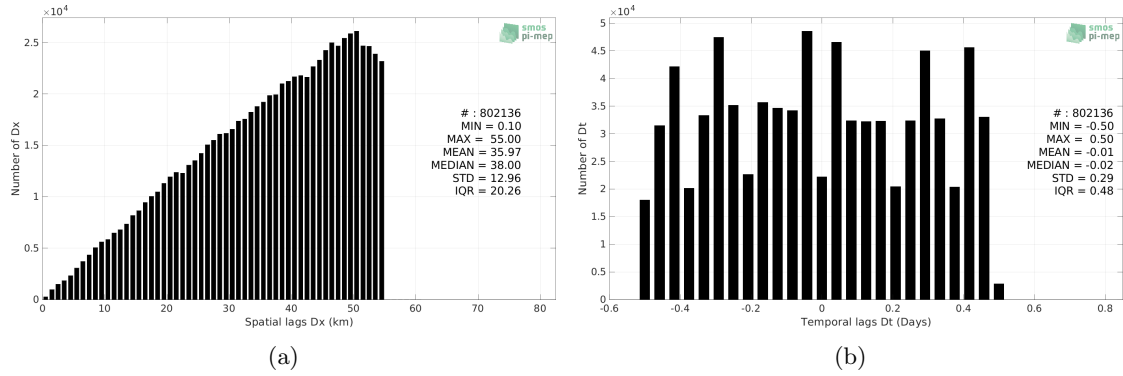 ×10⁴
smos
pi-mep
2.5
2
1.5
1
0.5
0
Number of Dx
# : 802136
MIN = 0.10
MAX = 55.00
MEAN = 35.97
MEDIAN = 38.00
STD = 12.96
IQR = 20.26
0 10 20 30 40 50 60 70 80
Spatial lags Dx (km)
(a)
×10⁴
smos
pi-mep
5
4.5
4
3.5
3
2.5
2
1.5
1
0.5
0
Number of Dt
# : 802136
MIN = -0.50
MAX = 0.50
MEAN = -0.01
MEDIAN = -0.02
STD = 0.29
IQR = 0.48
-0.6 -0.4 -0.2 0 0.2 0.4 0.6 0.8
Temporal lags Dt (Days)
(b)